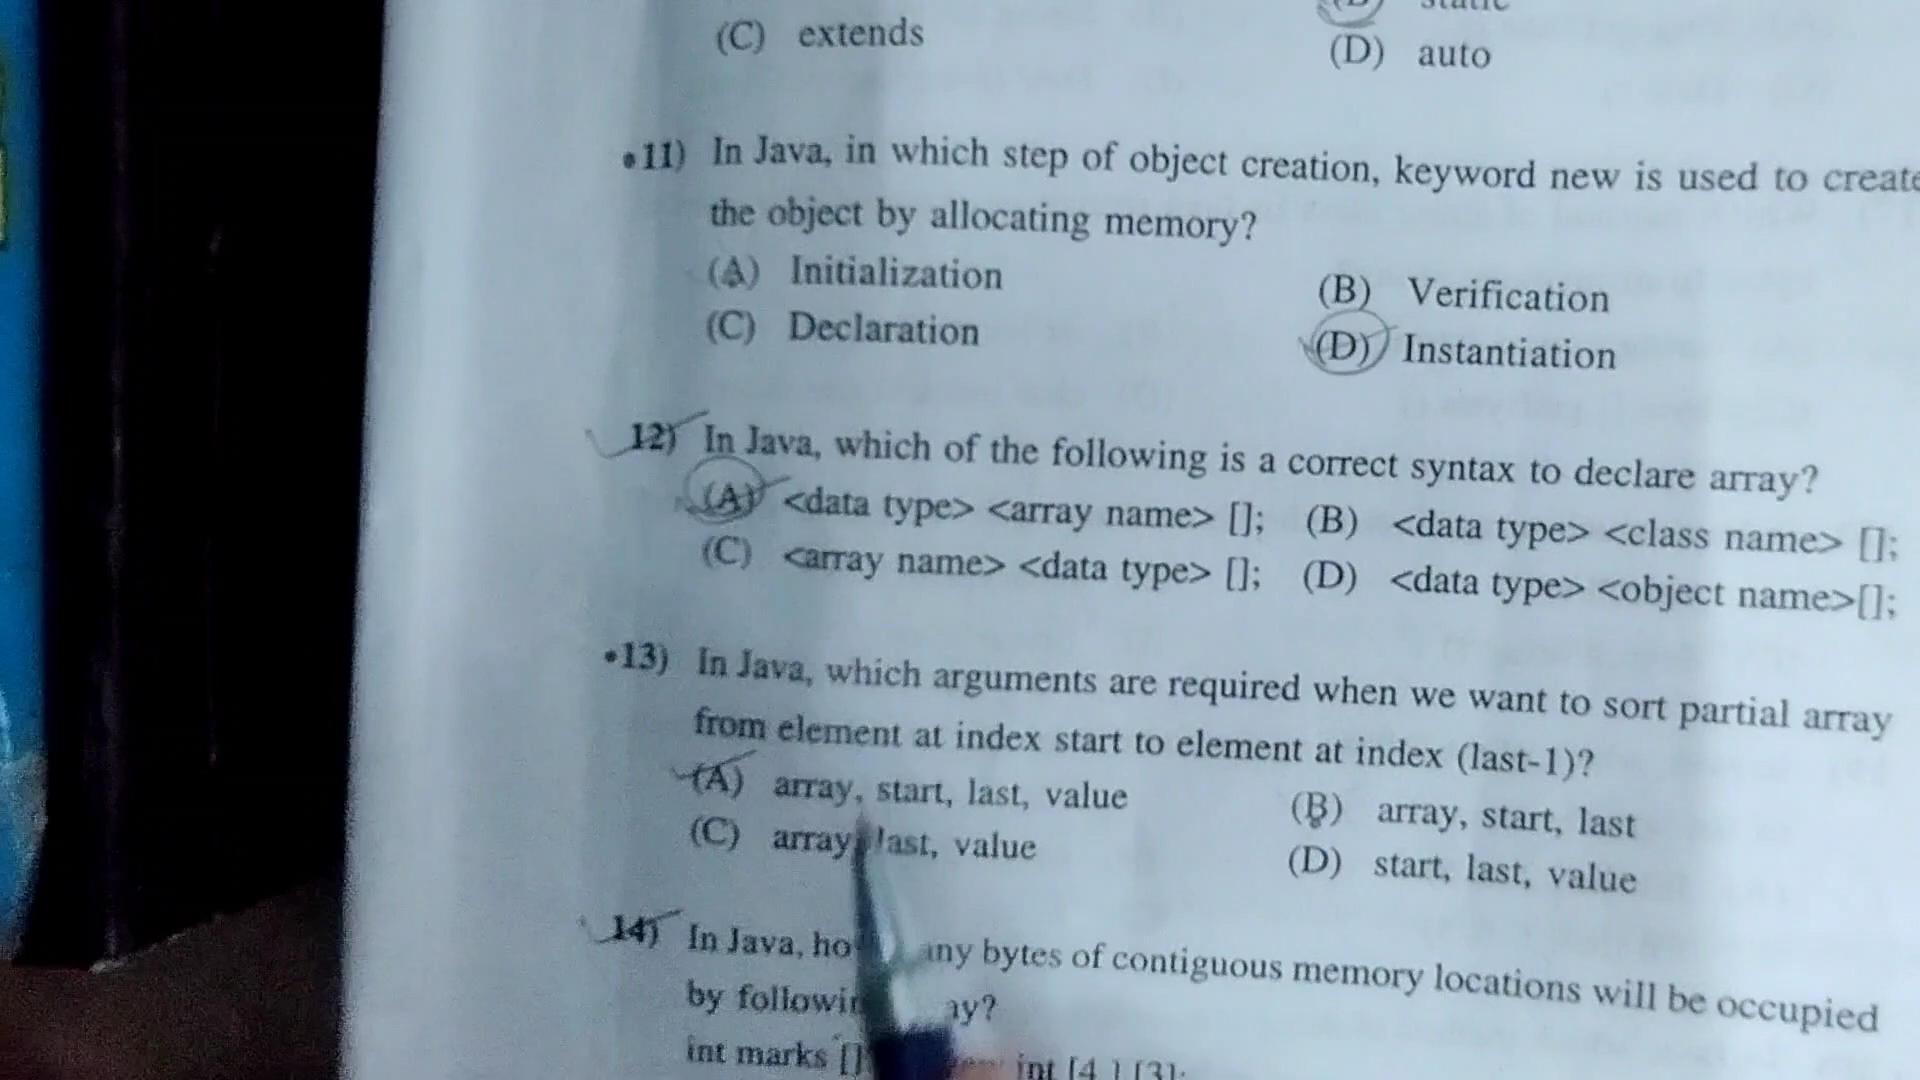 (C) extends
(D) auto
11) In Java, in which step of object creation, keyword new is used to create
the object by allocating memory?
(A) Initialization
(B) Verification
(C) Declaration
(D) Instantiation
12) In Java, which of the following is a correct syntax to declare array?
(A) <data type> <array name> []; (B) <data type> <class name> [];
(C) <array name> <data type> []; (D) <data type> <object name>[];
13) In Java, which arguments are required when we want to sort partial array
from element at index start to element at index (last-1)?
(A) array, start, last, value
(B) array, start, last
(C) array, last, value
(D) start, last, value
14) In Java, any bytes of contiguous memory locations will be occupied
by
int marks [] int [4] [3];